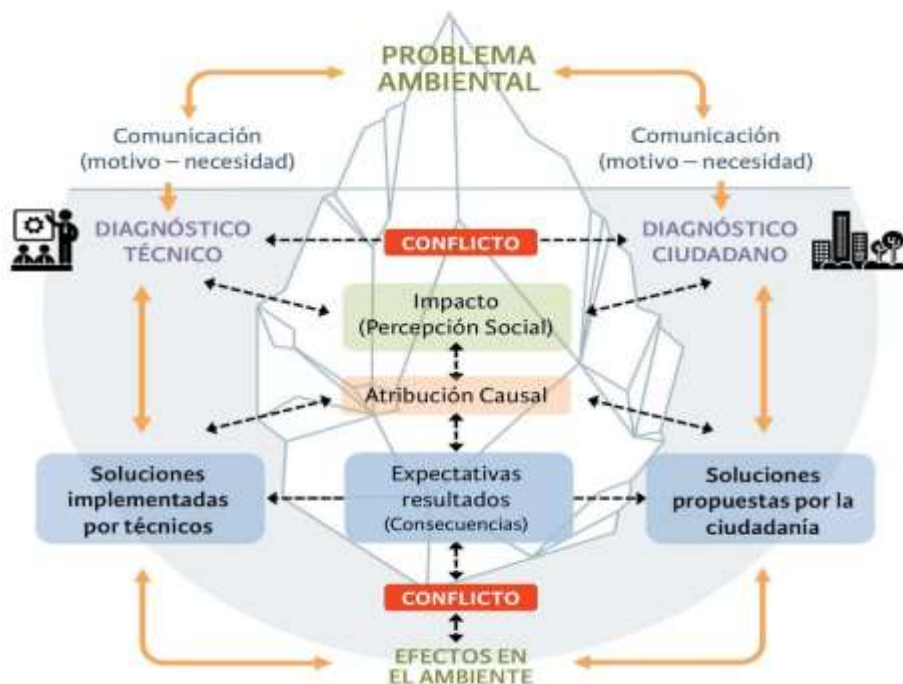 PROBLEMA
AMBIENTAL
Comunicación
(motivo – necesidad)
Comunicación
(motivo – necesidad)
DIAGNÓSTICO
TÉCNICO
CONFLICTO
DIAGNÓSTICO
CIUDADANO
Impacto
(Percepción Social)
Atribución Causal
Soluciones
implementadas
por técnicos
Expectativas
resultados
(Consecuencias)
Soluciones
propuestas por la
ciudadanía
CONFLICTO
EFECTOS EN
EL AMBIENTE